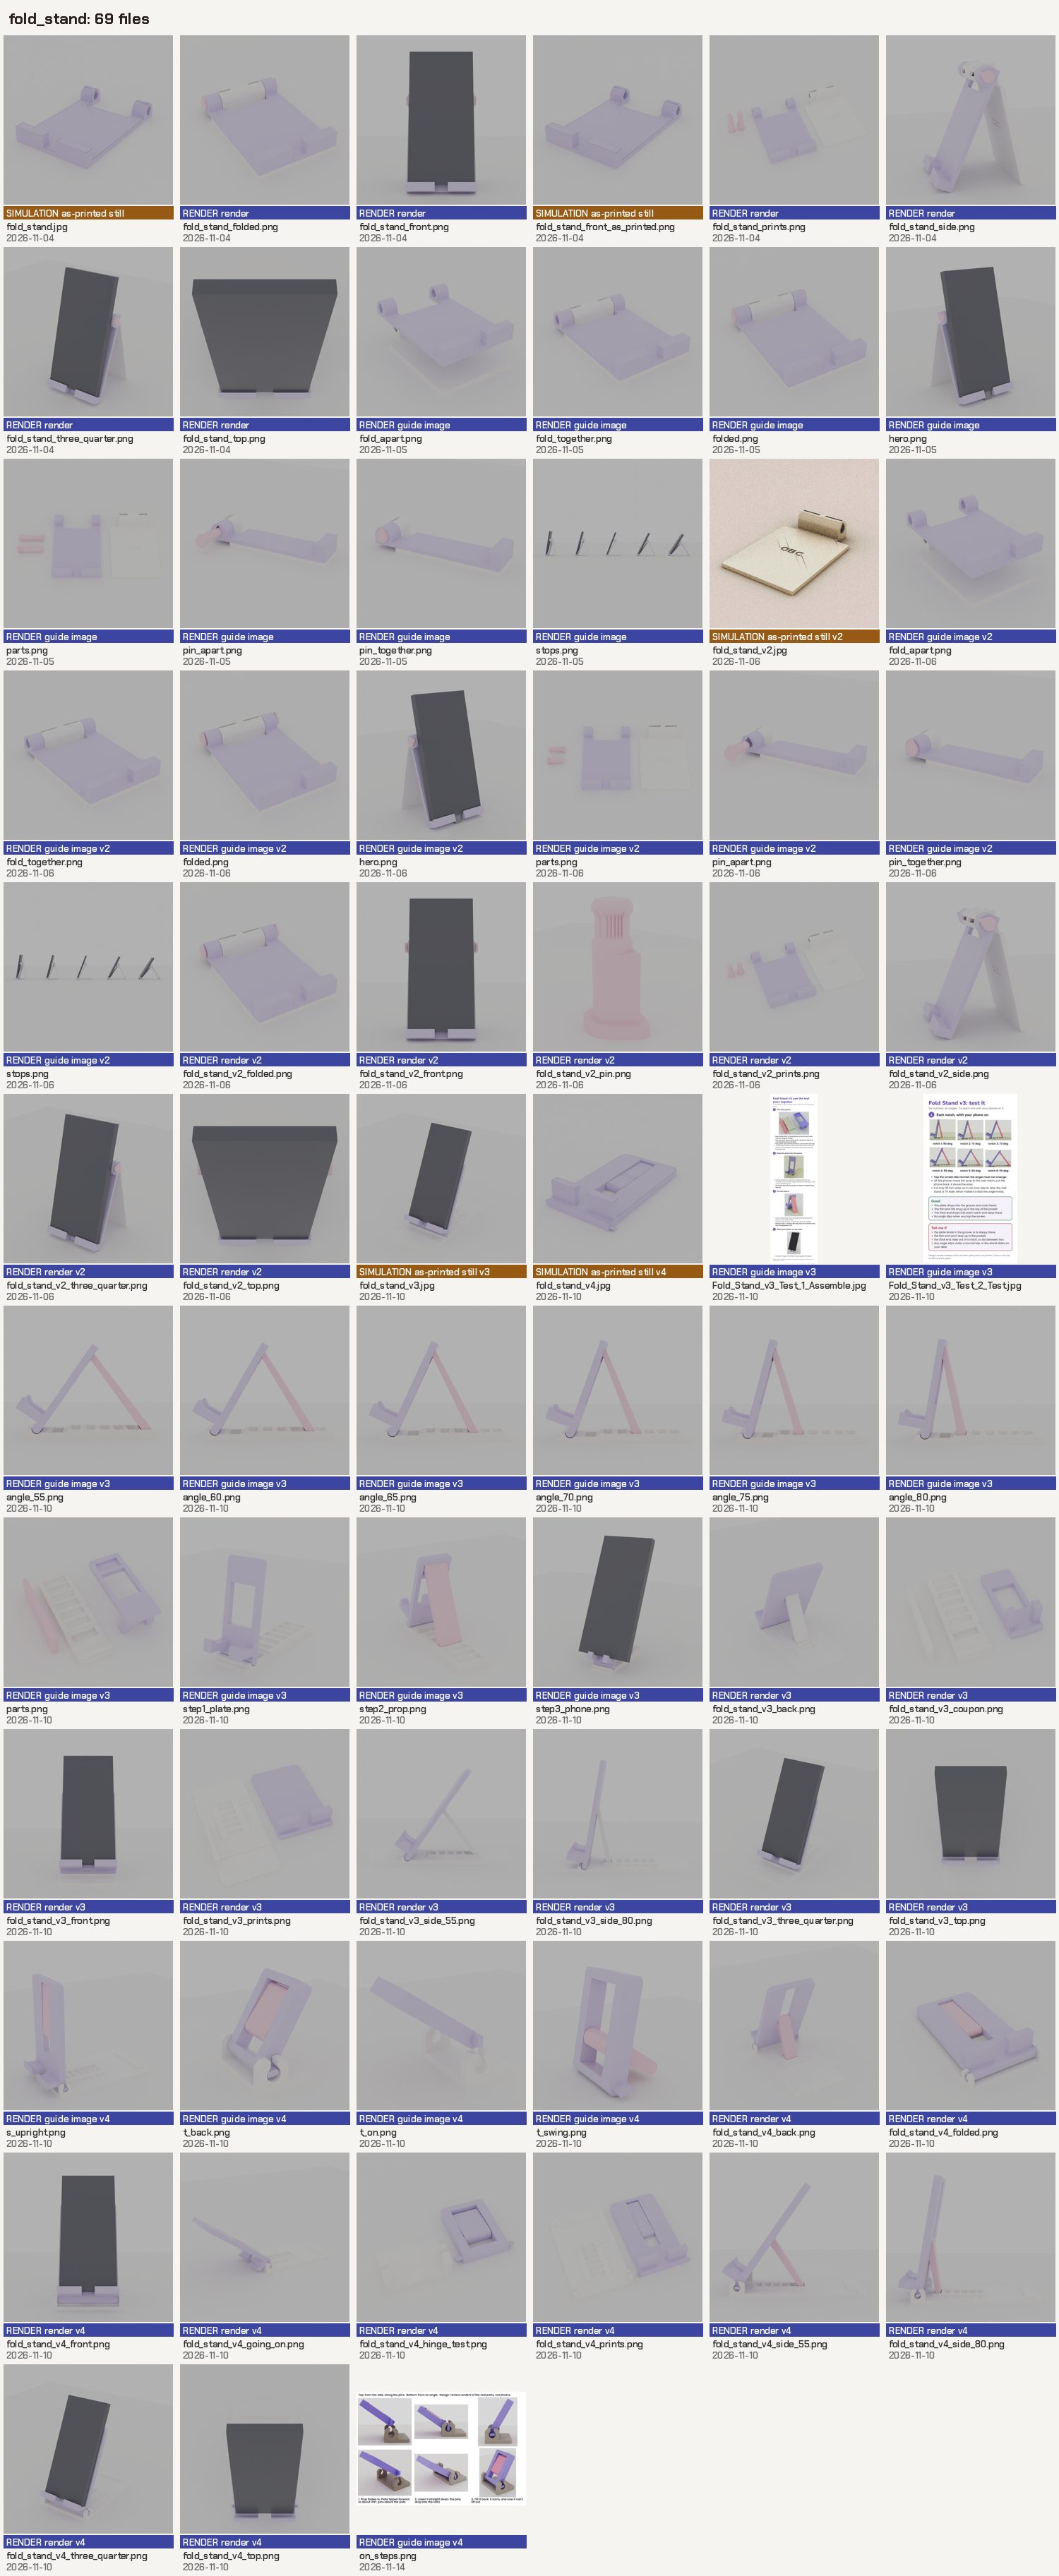 fold_stand: 69 files
SIMULATION as-printed still
RENDER render
RENDER render
SIMULATION as-printed still
RENDER render
RENDER render
fold_stand.jpg
fold_stand_folded.png
fold_stand_front.png
fold_stand_front_as_printed.png
fold_stand_prints.png
fold_stand_side.png
2026-11-04
2026-11-04
2026-11-04
2026-11-04
2026-11-04
2026-11-04
RENDER render
RENDER render
RENDER guide image
RENDER guide image
RENDER guide image
RENDER guide image
fold_stand_three_quarter.png
fold_stand_top.png
fold_apart.png
fold_together.png
folded.png
hero.png
2026-11-04
2026-11-04
2026-11-05
2026-11-05
2026-11-05
2026-11-05
OBC
RENDER guide image
RENDER guide image
RENDER guide image
RENDER guide image
SIMULATION as-printed still v2
RENDER guide image v2
parts.png
pin_apart.png
pin_together.png
stops.png
fold_stand_v2.jpg
fold_apart.png
2026-11-05
2026-11-05
2026-11-05
2026-11-05
2026-11-06
2026-11-06
RENDER guide image v2
RENDER guide image v2
RENDER guide image v2
RENDER guide image v2
RENDER guide image v2
RENDER guide image v2
fold_together.png
folded.png
hero.png
parts.png
pin_apart.png
pin_together.png
2026-11-06
2026-11-06
2026-11-06
2026-11-06
2026-11-06
2026-11-06
RENDER guide image v2
RENDER render v2
RENDER render v2
RENDER render v2
RENDER render v2
RENDER render v2
stops.png
fold_stand_v2_folded.png
fold_stand_v2_front.png
fold_stand_v2_pin.png
fold_stand_v2_prints.png
fold_stand_v2_side.png
2026-11-06
2026-11-06
2026-11-06
2026-11-06
2026-11-06
2026-11-06
Fold Stand v3: test it
Each notch, with your phone on
RENDER render v2
RENDER render v2
SIMULATION as-printed still v3
SIMULATION as-printed still v4
RENDER guide image v3
RENDER guide image v3
fold_stand_v2_three_quarter.png
fold_stand_v2_top.png
fold_stand_v3.jpg
fold_stand_v4.jpg
Fold_Stand_v3_Test_1_Assemble.jpg
Fold_Stand_v3_Test_2_Test.jpg
2026-11-06
2026-11-06
2026-11-10
2026-11-10
2026-11-10
2026-11-10
RENDER guide image v3
RENDER guide image v3
RENDER guide image v3
RENDER guide image v3
RENDER guide image v3
RENDER guide image v3
angle_55.png
angle_60.png
angle_65.png
angle_70.png
angle_75.png
angle_80.png
2026-11-10
2026-11-10
2026-11-10
2026-11-10
2026-11-10
2026-11-10
RENDER guide image v3
RENDER guide image v3
RENDER guide image v3
RENDER guide image v3
RENDER render v3
RENDER render v3
parts.png
step1_plate.png
step2_prop.png
step3_phone.png
fold_stand_v3_back.png
fold_stand_v3_coupon.png
2026-11-10
2026-11-10
2026-11-10
2026-11-10
2026-11-10
2026-11-10
RENDER render v3
RENDER render v3
RENDER render v3
RENDER render v3
RENDER render v3
RENDER render v3
fold_stand_v3_front.png
fold_stand_v3_prints.png
fold_stand_v3_side_55.png
fold_stand_v3_side_80.png
fold_stand_v3_three_quarter.png
fold_stand_v3_top.png
2026-11-10
2026-11-10
2026-11-10
2026-11-10
2026-11-10
2026-11-10
RENDER guide image v4
RENDER guide image v4
RENDER guide image v4
RENDER guide image v4
RENDER render v4
RENDER render v4
s_upright.png
t_back.png
t_on.png
t_swing.png
fold_stand_v4_back.png
fold_stand_v4_folded.png
2026-11-10
2026-11-10
2026-11-10
2026-11-10
2026-11-10
2026-11-10
RENDER render v4
RENDER render v4
RENDER render v4
RENDER render v4
RENDER render v4
RENDER render v4
fold_stand_v4_front.png
fold_stand_v4_going_on.png
fold_stand_v4_hinge_test.png
fold_stand_v4_prints.png
fold_stand_v4_side_55.png
fold_stand_v4_side_80.png
2026-11-10
2026-11-10
2026-11-10
2026-11-10
2026-11-10
2026-11-10
RENDER render v4
RENDER render v4
RENDER guide image v4
fold_stand_v4_three_quarter.png
fold_stand_v4_top.png
on_steps.png
2026-11-10
2026-11-10
2026-11-14